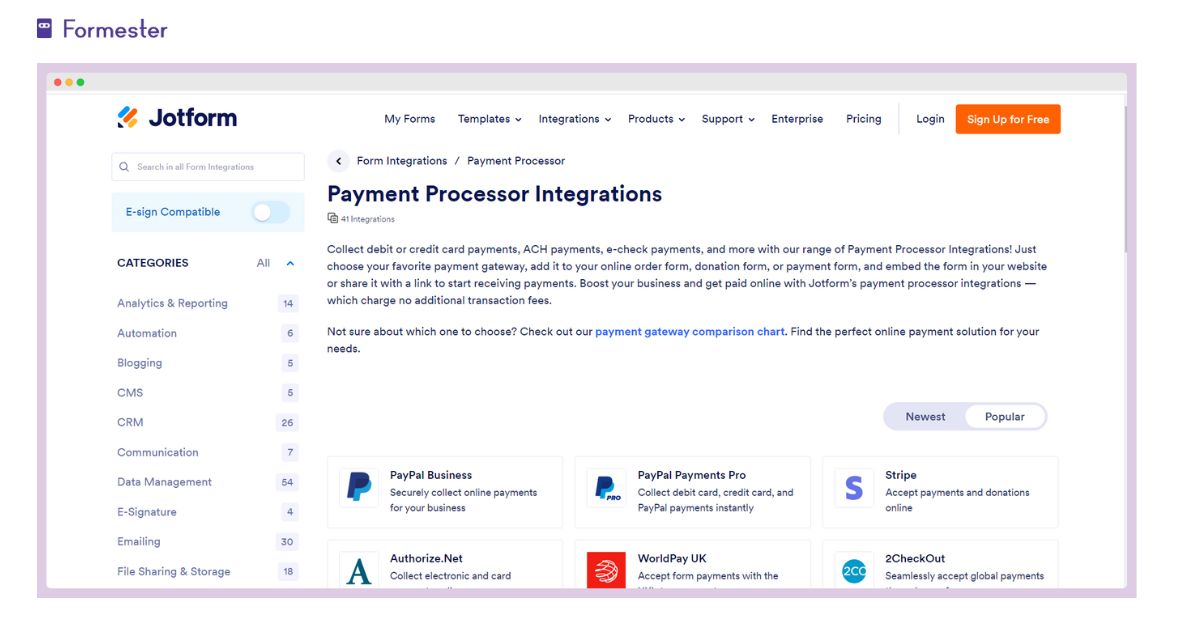 Formester
Jotform
My Forms Templates Integrations Products Support Enterprise Pricing Login Sign Up for Free
Search in all Form Integrations
E-sign Compatible
CATEGORIES All
Analytics & Reporting 14
Automation 6
Blogging 5
CMS 5
CRM 26
Communication 7
Data Management 54
E-Signature 4
Emailing 30
File Sharing & Storage 18
Form Integrations / Payment Processor
Payment Processor Integrations
41 Integrations
Collect debit or credit card payments, ACH payments, e-check payments, and more with our range of Payment Processor Integrations! Just
choose your favorite payment gateway, add it to your online order form, donation form, or payment form, and embed the form in your website
or share it with a link to start receiving payments. Boost your business and get paid online with Jotform's payment processor integrations —
which charge no additional transaction fees.
Not sure about which one to choose? Check out our payment gateway comparison chart. Find the perfect online payment solution for your
needs.
Newest Popular
PayPal Business
Securely collect online payments
for your business
PRO
PayPal Payments Pro
Collect debit card, credit card, and
PayPal payments instantly
S
Stripe
Accept payments and donations
online
A
Authorize.Net
Collect electronic and card
WorldPay UK
Accept form payments with the
2CO
2CheckOut
Seamlessly accept global payments